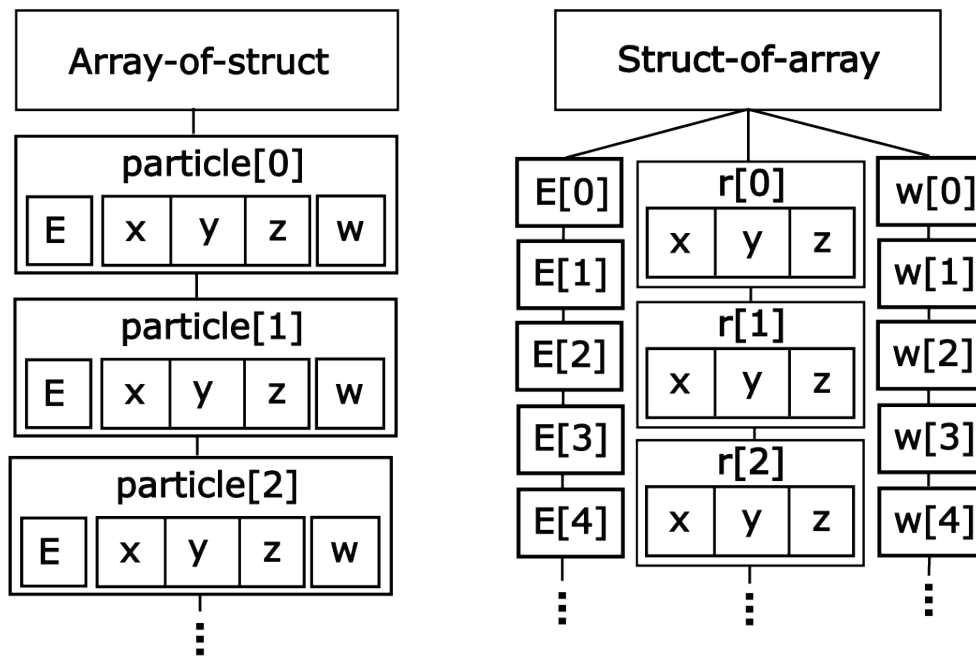 Array-of-struct
particle[0]
E x y z w
particle[1]
E x y z w
particle[2]
E x y z w
⋮
Struct-of-array
E[0]
E[1]
E[2]
E[3]
E[4]
⋮
r[0]
x y z
r[1]
x y z
r[2]
x y z
⋮
w[0]
w[1]
w[2]
w[3]
w[4]
⋮